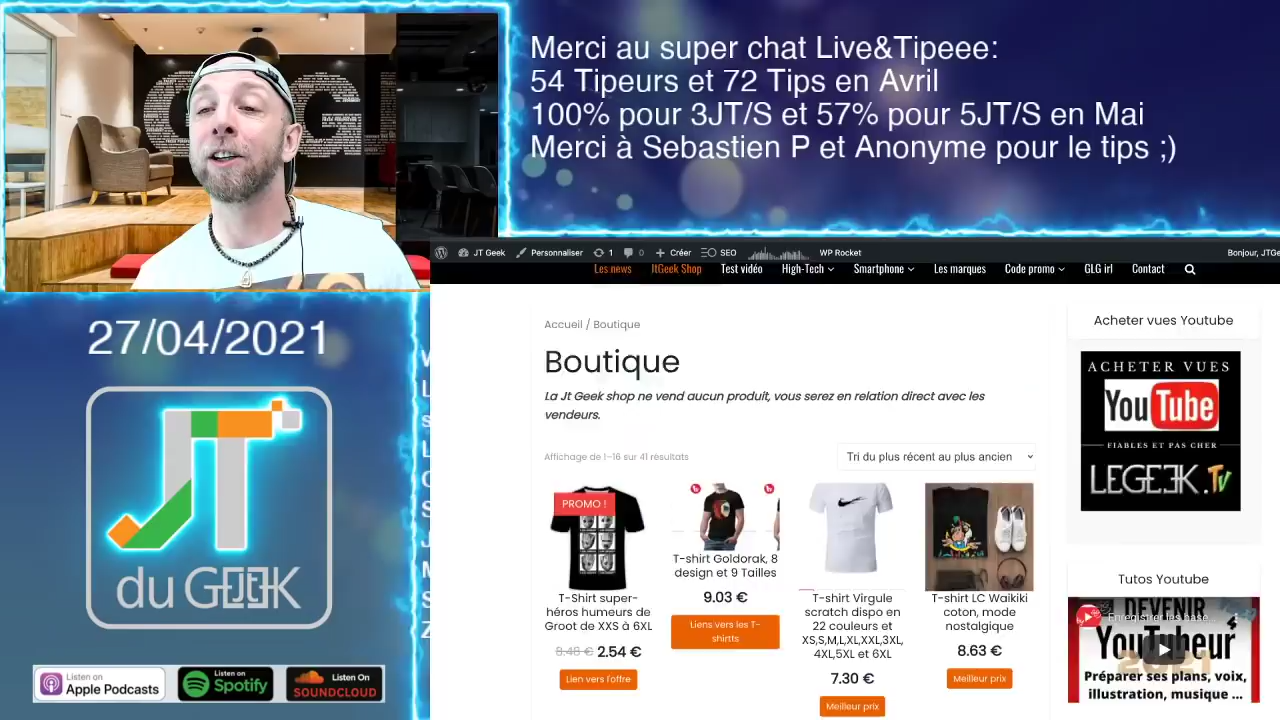 Merci au super chat Live&Tipeee:
54 Tipeurs et 72 Tips en Avril
100% pour 3JT/S et 57% pour 5JT/S en Mai
Merci à Sebastien P et Anonyme pour le tips ;)
JT Geek Personnaliser 1 0 Créer SEO WP Rocket Bonjour, JTGe
Les news JtGeek Shop Test vidéo High-Tech Smartphone Les marques Code promo GLG irl Contact
27/04/2021
JT
du GEEK
Listen on
Apple Podcasts
Listen on
Spotify
Listen On
SOUNDCLOUD
Accueil / Boutique
Boutique
La Jt Geek shop ne vend aucun produit, vous serez en relation direct avec les
vendeurs.
Affichage de 1–16 sur 41 résultats
Tri du plus récent au plus ancien
PROMO !
T-Shirt super-
héros humeurs de
Groot de XXS à 6XL
8.48 € 2.54 €
Lien vers l'offre
T-shirt Goldorak, 8
design et 9 Tailles
9.03 €
Liens vers les T-
shirts
T-shirt Virgule
scratch dispo en
22 couleurs et
XS,S,M,L,XL,XXL,3XL,
4XL,5XL et 6XL
7.30 €
Meilleur prix
T-shirt LC Waikiki
coton, mode
nostalgique
8.63 €
Meilleur prix
Acheter vues Youtube
ACHETER VUES
YouTube
FIABLES ET PAS CHER
LEGEEK.Tv
Tutos Youtube
DEVENIR
Enregistrer les base...
YouTubeur
2021
Préparer ses plans, voix,
illustration, musique ...